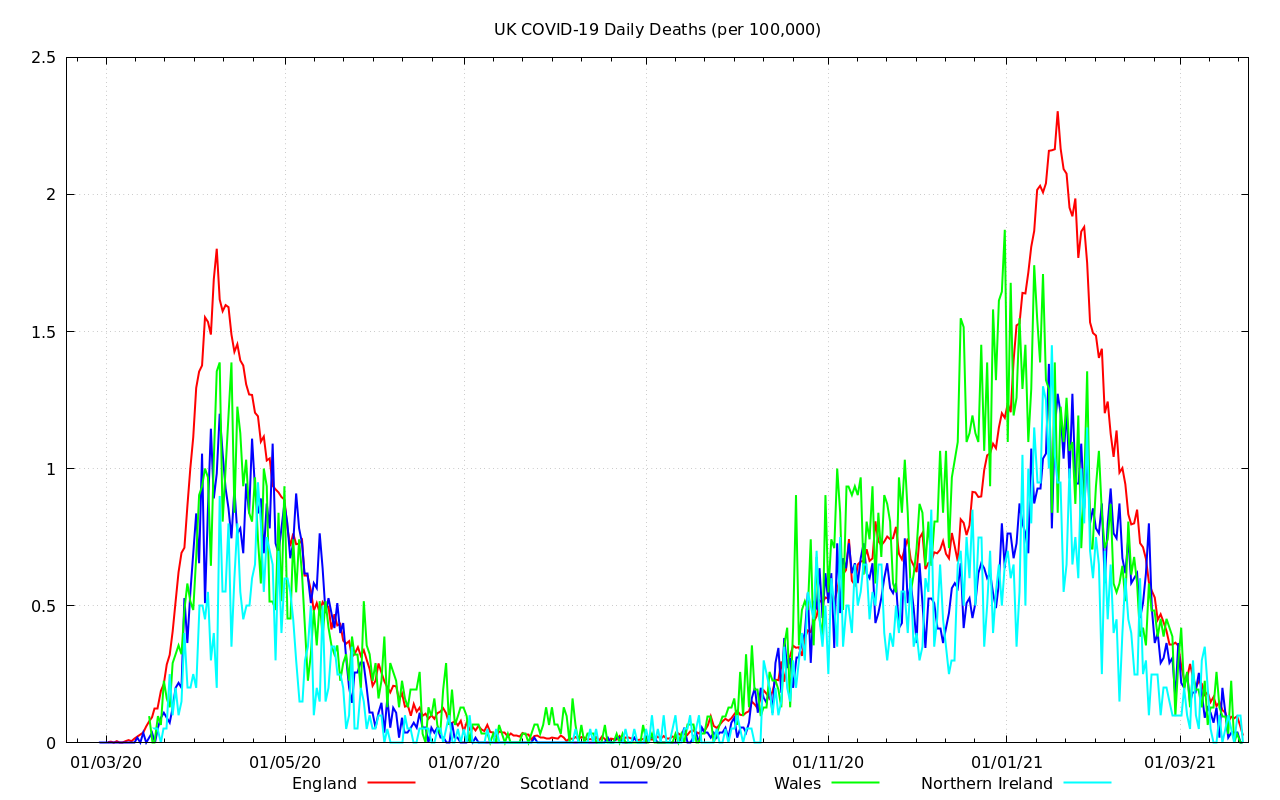 UK COVID-19 Daily Deaths (per 100,000)
2.5
2
1.5
1
0.5
0
01/03/20 01/05/20 01/07/20 01/09/20 01/11/20 01/01/21 01/03/21
England Scotland Wales Northern Ireland